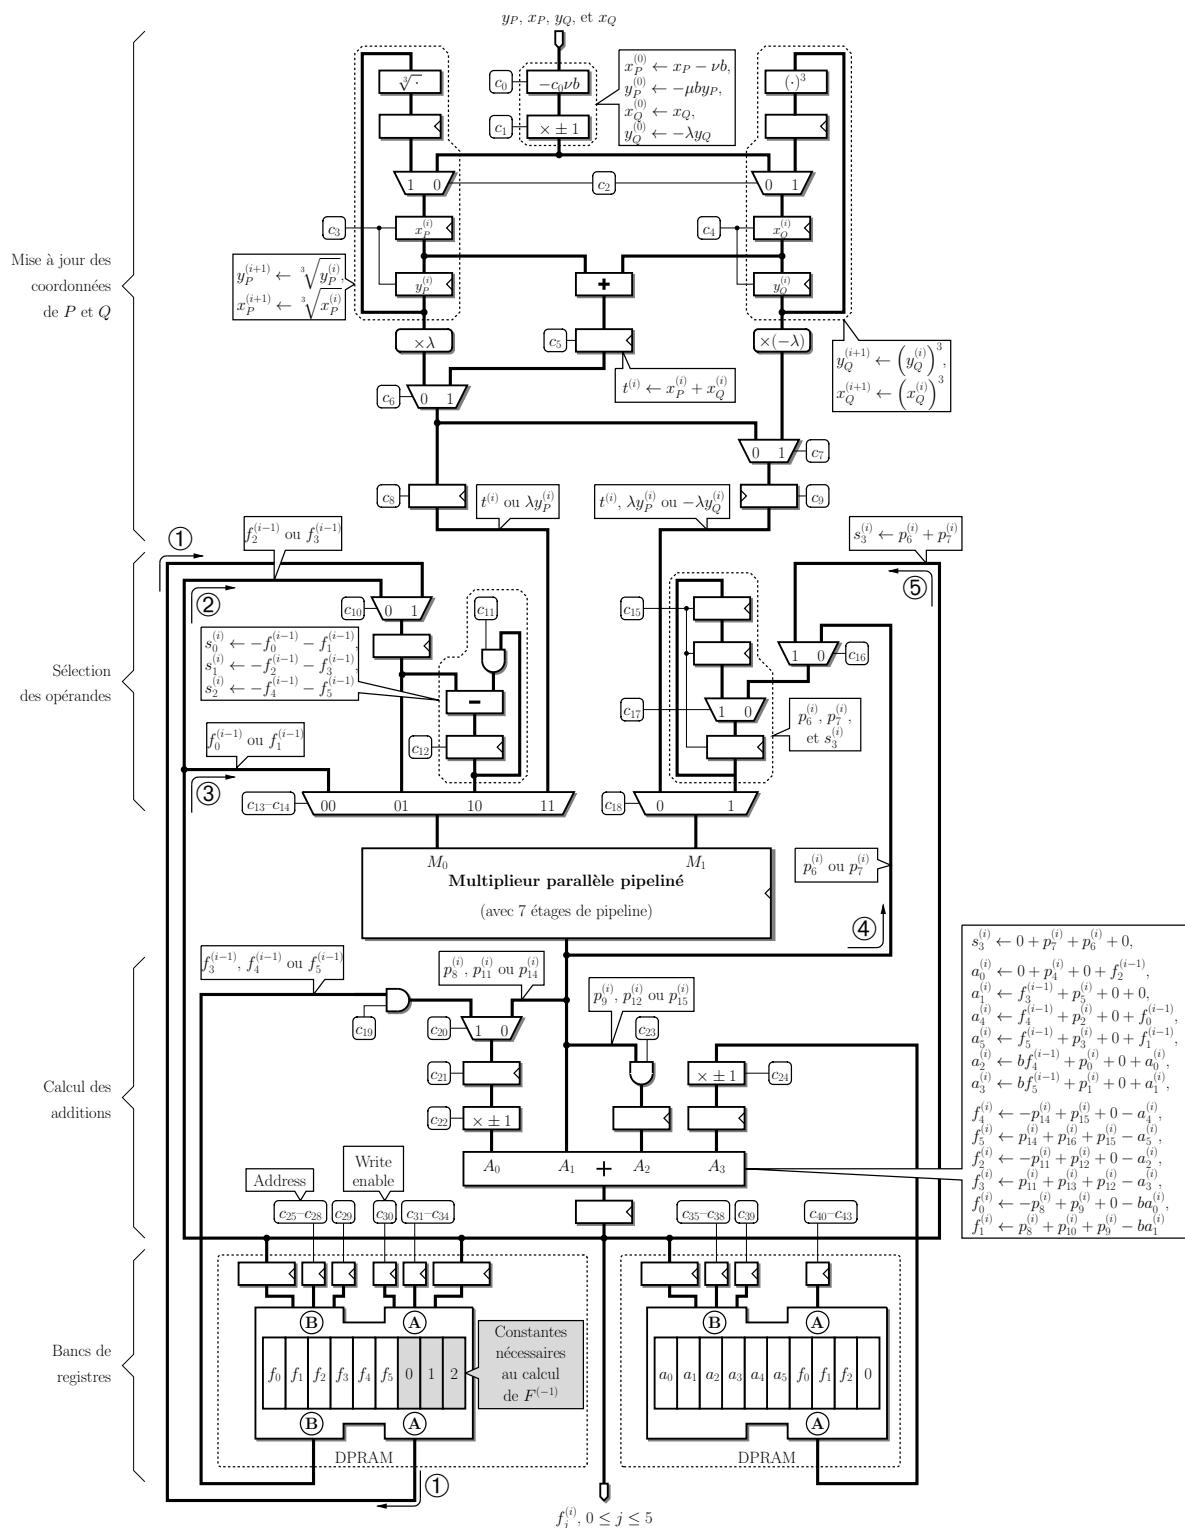 y_P, x_P, y_Q, et x_Q
∛·
c_0
−c_0νb
x_P^{(0)} ← x_P − νb,
y_P^{(0)} ← −μby_P,
x_Q^{(0)} ← x_Q,
y_Q^{(0)} ← −λy_Q
(·)³
c_1
× ± 1
1 0
c_2
0 1
c_3
x_P^{(i)}
c_4
x_Q^{(i)}
Mise à jour des
coordonnées
de P et Q
y_P^{(i+1)} ← ∛(y_P^{(i)}),
x_P^{(i+1)} ← ∛(x_P^{(i)})
y_P^{(i)}
+
y_Q^{(i)}
×λ
c_5
×(−λ)
y_Q^{(i+1)} ← (y_Q^{(i)})³,
x_Q^{(i+1)} ← (x_Q^{(i)})³
t^{(i)} ← x_P^{(i)} + x_Q^{(i)}
c_6
0 1
0 1
c_7
c_8
t^{(i)} ou λy_P^{(i)}
t^{(i)}, λy_P^{(i)} ou −λy_Q^{(i)}
c_9
①
f_2^{(i−1)} ou f_3^{(i−1)}
s_3^{(i)} ← p_6^{(i)} + p_7^{(i)}
②
⑤
c_10
0 1
c_11
c_15
s_0^{(i)} ← −f_0^{(i−1)} − f_1^{(i−1)},
s_1^{(i)} ← −f_2^{(i−1)} − f_3^{(i−1)},
s_2^{(i)} ← −f_4^{(i−1)} − f_5^{(i−1)}
1 0
c_16
Sélection
des opérandes
−
c_17
1 0
p_6^{(i)}, p_7^{(i)},
et s_3^{(i)}
f_0^{(i−1)} ou f_1^{(i−1)}
c_12
③
c_13–c_14
00 01 10 11
c_18
0 1
M_0
M_1
Multiplieur parallèle pipeliné
(avec 7 étages de pipeline)
p_6^{(i)} ou p_7^{(i)}
④
f_3^{(i−1)}, f_4^{(i−1)} ou f_5^{(i−1)}
p_8^{(i)}, p_11^{(i)} ou p_14^{(i)}
p_9^{(i)}, p_12^{(i)} ou p_15^{(i)}
c_19
c_20
1 0
c_23
c_21
× ± 1
c_24
Calcul des
additions
c_22
× ± 1
A_0 A_1 + A_2 A_3
s_3^{(i)} ← 0 + p_7^{(i)} + p_6^{(i)} + 0,
a_0^{(i)} ← 0 + p_4^{(i)} + 0 + f_2^{(i−1)},
a_1^{(i)} ← f_3^{(i−1)} + p_5^{(i)} + 0 + 0,
a_4^{(i)} ← f_4^{(i−1)} + p_2^{(i)} + 0 + f_0^{(i−1)},
a_5^{(i)} ← f_5^{(i−1)} + p_3^{(i)} + 0 + f_1^{(i−1)},
a_2^{(i)} ← bf_4^{(i−1)} + p_0^{(i)} + 0 + a_0^{(i)},
a_3^{(i)} ← bf_5^{(i−1)} + p_1^{(i)} + 0 + a_1^{(i)},
f_4^{(i)} ← −p_14^{(i)} + p_15^{(i)} + 0 − a_4^{(i)},
f_5^{(i)} ← p_14^{(i)} + p_16^{(i)} + p_15^{(i)} − a_5^{(i)},
f_2^{(i)} ← −p_11^{(i)} + p_12^{(i)} + 0 − a_2^{(i)},
f_3^{(i)} ← p_11^{(i)} + p_13^{(i)} + p_12^{(i)} − a_3^{(i)},
f_0^{(i)} ← −p_8^{(i)} + p_9^{(i)} + 0 − ba_0^{(i)},
f_1^{(i)} ← p_8^{(i)} + p_10^{(i)} + p_9^{(i)} − ba_1^{(i)}
Address
Write
enable
c_25–c_28
c_29
c_30
c_31–c_34
c_35–c_38
c_39
c_40–c_43
B
A
B
A
Bancs de
registres
f_0 f_1 f_2 f_3 f_4 f_5 0 1 2
Constantes
nécessaires
au calcul
de F^{(−1)}
a_0 a_1 a_2 a_3 a_4 a_5 f_0 f_1 f_2 0
B
A
A
DPRAM
DPRAM
①
f_j^{(i)}, 0 ≤ j ≤ 5